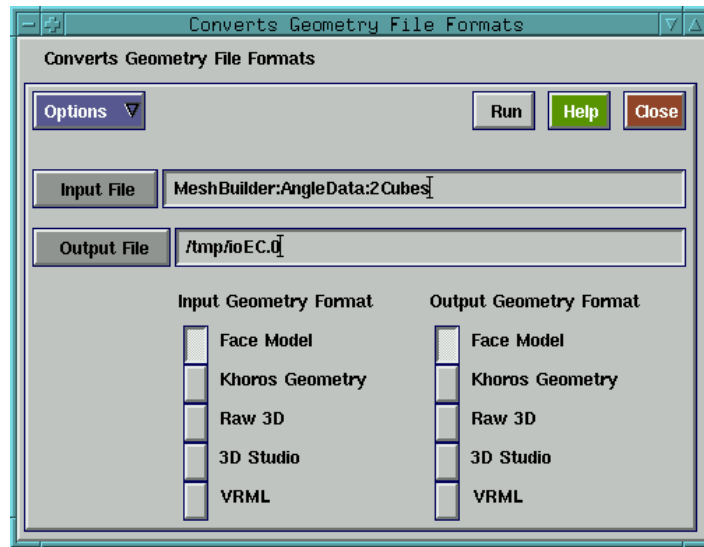 Converts Geometry File Formats
Converts Geometry File Formats
Options Run Help Close
Input File MeshBuilder:AngleData:2Cubes
Output File /tmp/ioEC.0
Input Geometry Format Output Geometry Format
Face Model Face Model
Khoros Geometry Khoros Geometry
Raw 3D Raw 3D
3D Studio 3D Studio
VRML VRML